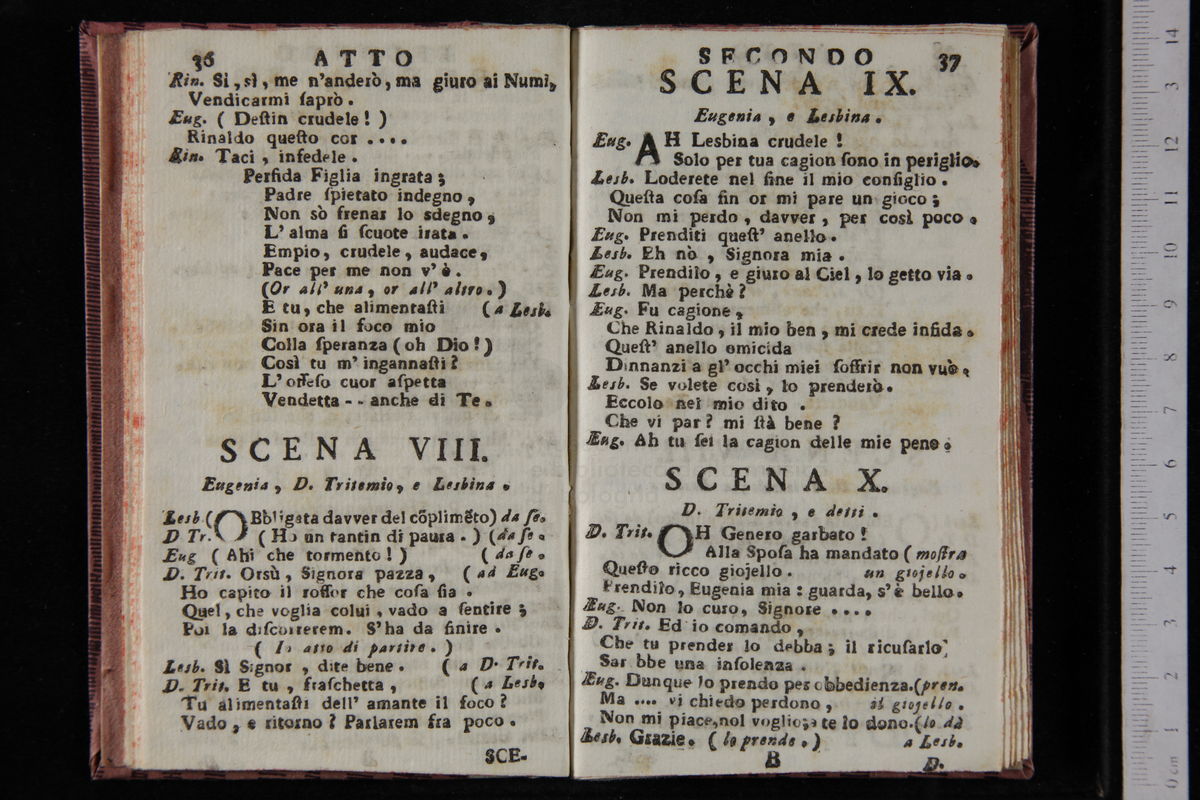 36 ATTO
Rin. Sì, sì, me n'anderò, ma giuro ai Numi,
Vendicarmi ſaprò.
Eug. ( Deſtin crudele! )
Rinaldo queſto cor ....
Rin. Taci, infedele.
Perfida Figlia ingrata;
Padre ſpietato indegno,
Non sò frenar lo sdegno,
L'alma ſi ſcuote irata.
Empio, crudele, audace,
Pace per me non v'è.
(Or all' una, or all' altro.)
E tu, che alimentaſti (a Lesb.
Sin ora il foco mio
Colla ſperanza (oh Dio!)
Così tu m'ingannaſti?
L'offeſo cuor aſpetta
Vendetta -- anche di Te.
SCENA VIII.
Eugenia, D. Tritemio, e Lesbina.
Lesb. (OBbligata davver del cōplimēto) da ſe.
D Tr. ( Ho un tantin di paura. ) (da ſe.
Eug ( Ahi che tormento! ) (da ſe.
D. Trit. Orsù, Signora pazza, (ad Eug.
Ho capito il roſſor che coſa ſia.
Quel, che voglia colui, vado a ſentire;
Poi la diſcorrerem. S'ha da finire.
( In atto di partire. )
Lesb. Sì Signor, dite bene. (a D. Trit.
D. Trit. E tu, fraſchetta, (a Lesb.
Tu alimentaſti dell' amante il foco?
Vado, e ritorno? Parlarem fra poco.
SCE-
SECONDO 37
SCENA IX.
Eugenia, e Lesbina.
Eug. AH Lesbina crudele!
Solo per tua cagion ſono in periglio.
Lesb. Loderete nel fine il mio conſiglio.
Queſta coſa fin or mi pare un gioco;
Non mi perdo, davver, per così poco.
Eug. Prenditi queſt' anello.
Lesb. Eh nò, Signora mia.
Eug. Prendilo, e giuro al Ciel, lo getto via.
Lesb. Ma perchè?
Eug. Fu cagione,
Che Rinaldo, il mio ben, mi crede infida.
Queſt' anello omicida
Dinnanzi a gl' occhi miei ſoffrir non vuò.
Lesb. Se volete così, lo prenderò.
Eccolo nel mio dito.
Che vi par? mi ſtà bene?
Eug. Ah tu ſei la cagion delle mie pene.
SCENA X.
D. Tritemio, e detti.
D. Trit. OH Genero garbato!
Alla Spoſa ha mandato (moſtra
Queſto ricco giojello. un giojello.
Prendilo, Eugenia mia: guarda, s'è bello.
Eug. Non lo curo, Signore ....
D. Trit. Ed io comando,
Che tu prender lo debba; il ricuſarlo
Sar bbe una inſolenza.
Eug. Dunque lo prendo per obbedienza.(pren.
Ma .... vi chiedo perdono, il giojello.
Non mi piace, nol voglio; te lo dono.(lo dà
Lesb. Grazie. (lo prende.) a Lesb.
B D.